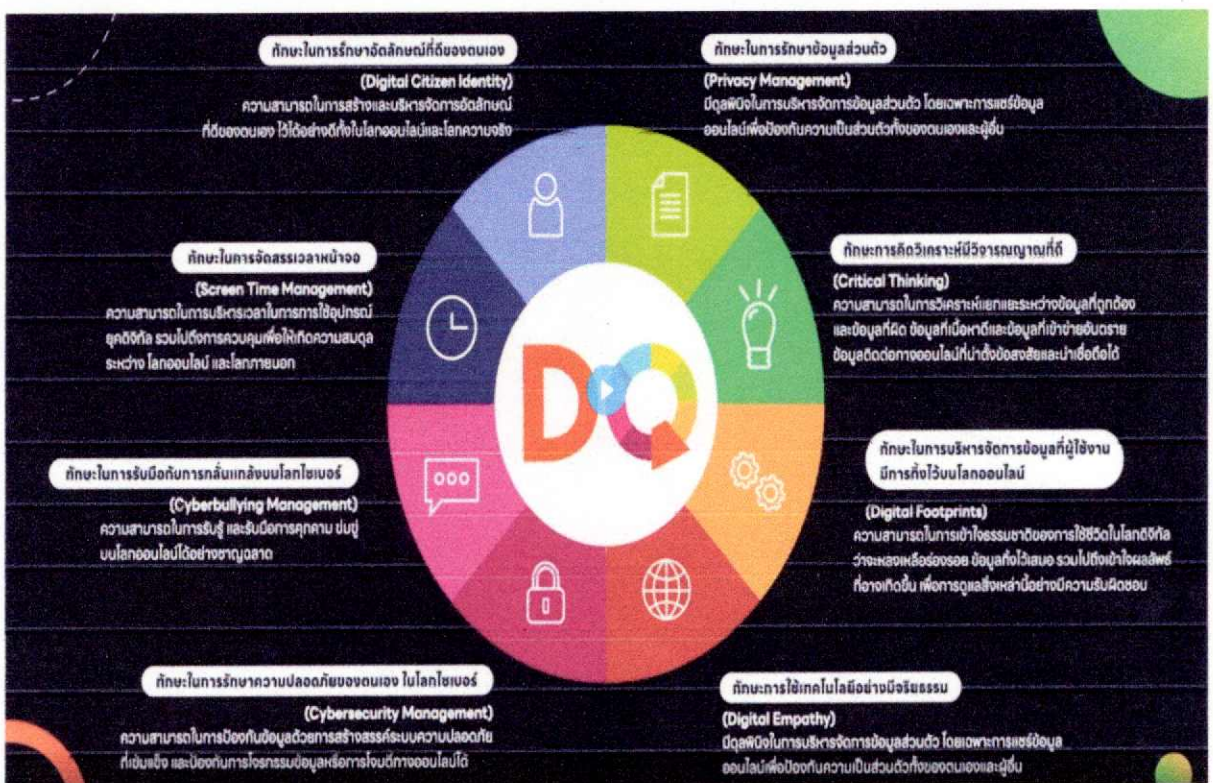 ทักษะในการรักษาอัตลักษณ์ที่ดีของตนเอง
(Digital Citizen Identity)
ความสามารถในการสร้างและบริหารจัดการอัตลักษณ์
ที่ดีของตนเอง ไว้ได้อย่างดีทั้งในโลกออนไลน์และโลกความจริง
ทักษะในการรักษาข้อมูลส่วนตัว
(Privacy Management)
มีดุลพินิจในการบริหารจัดการข้อมูลส่วนตัว โดยเฉพาะการแชร์ข้อมูล
ออนไลน์เพื่อป้องกันความเป็นส่วนตัวทั้งของตนเองและผู้อื่น
ทักษะในการจัดสรรเวลาหน้าจอ
(Screen Time Management)
ความสามารถในการบริหารเวลาในการการใช้อุปกรณ์
ยุคดิจิทัล รวมไปถึงการควบคุมเพื่อให้เกิดความสมดุล
ระหว่าง โลกออนไลน์ และโลกภายนอก
ทักษะการคิดวิเคราะห์มีวิจารณญาณที่ดี
(Critical Thinking)
ความสามารถในการวิเคราะห์แยกแยะระหว่างข้อมูลที่ถูกต้อง
และข้อมูลที่ผิด ข้อมูลที่เนื้อหาดีและข้อมูลที่เข้าข่ายอันตราย
ข้อมูลติดต่อทางออนไลน์ที่น่าตั้งข้อสงสัยและน่าเชื่อถือได้
DQ
ทักษะในการรับมือกับการกลั่นแกล้งบนโลกไซเบอร์
(Cyberbullying Management)
ความสามารถในการรับรู้ และรับมือการคุกคาม ข่มขู่
บนโลกออนไลน์ได้อย่างชาญฉลาด
ทักษะในการบริหารจัดการข้อมูลที่ผู้ใช้งาน
มีการทิ้งไว้บนโลกออนไลน์
(Digital Footprints)
ความสามารถในการเข้าใจธรรมชาติของการใช้ชีวิตในโลกดิจิทัล
ว่าจะหลงเหลือร่องรอย ข้อมูลทิ้งไว้เสมอ รวมไปถึงเข้าใจผลลัพธ์
ที่อาจเกิดขึ้น เพื่อการดูแลสิ่งเหล่านี้อย่างมีความรับผิดชอบ
ทักษะในการรักษาความปลอดภัยของตนเอง ในโลกไซเบอร์
(Cybersecurity Management)
ความสามารถในการป้องกันข้อมูลด้วยการสร้างสรรค์ระบบความปลอดภัย
ที่เข้มแข็ง และป้องกันการโจรกรรมข้อมูลหรือการโจมตีทางออนไลน์ได้
ทักษะการใช้เทคโนโลยีอย่างมีจริยธรรม
(Digital Empathy)
มีดุลพินิจในการบริหารจัดการข้อมูลส่วนตัว โดยเฉพาะการแชร์ข้อมูล
ออนไลน์เพื่อป้องกันความเป็นส่วนตัวทั้งของตนเองและผู้อื่น